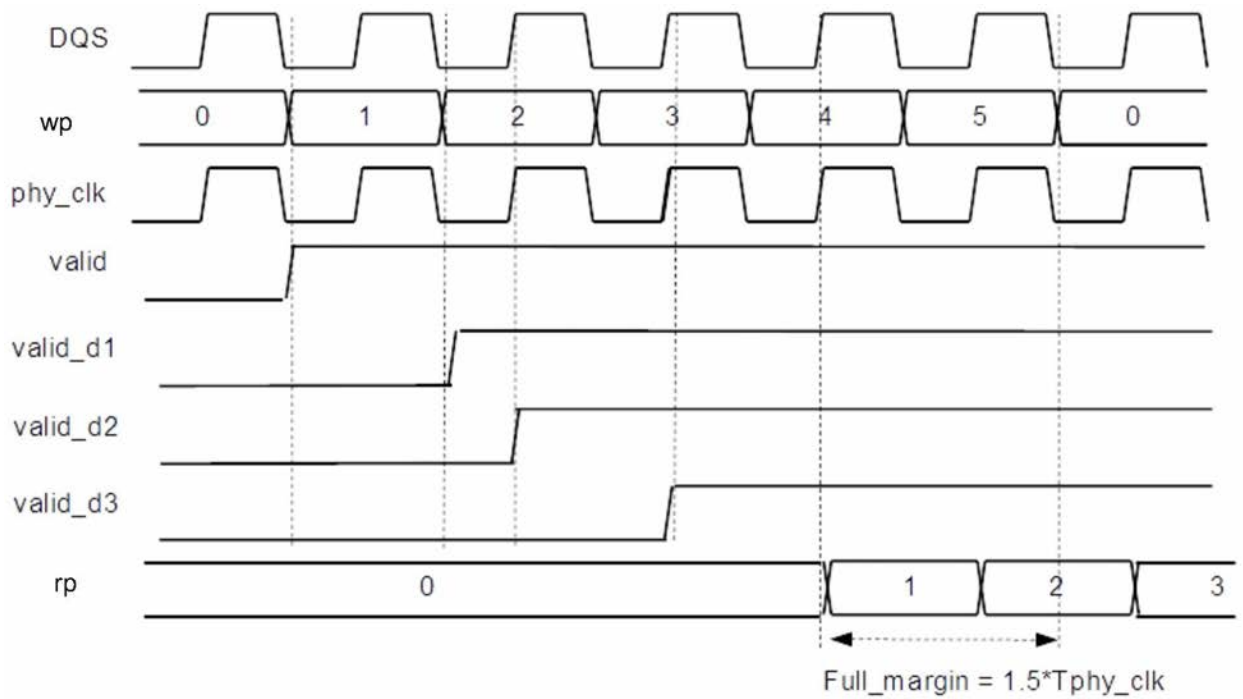 DQS
wp 0 1 2 3 4 5 0
phy_clk
valid
valid_d1
valid_d2
valid_d3
rp 0 1 2 3
Full_margin = 1.5*Tphy_clk